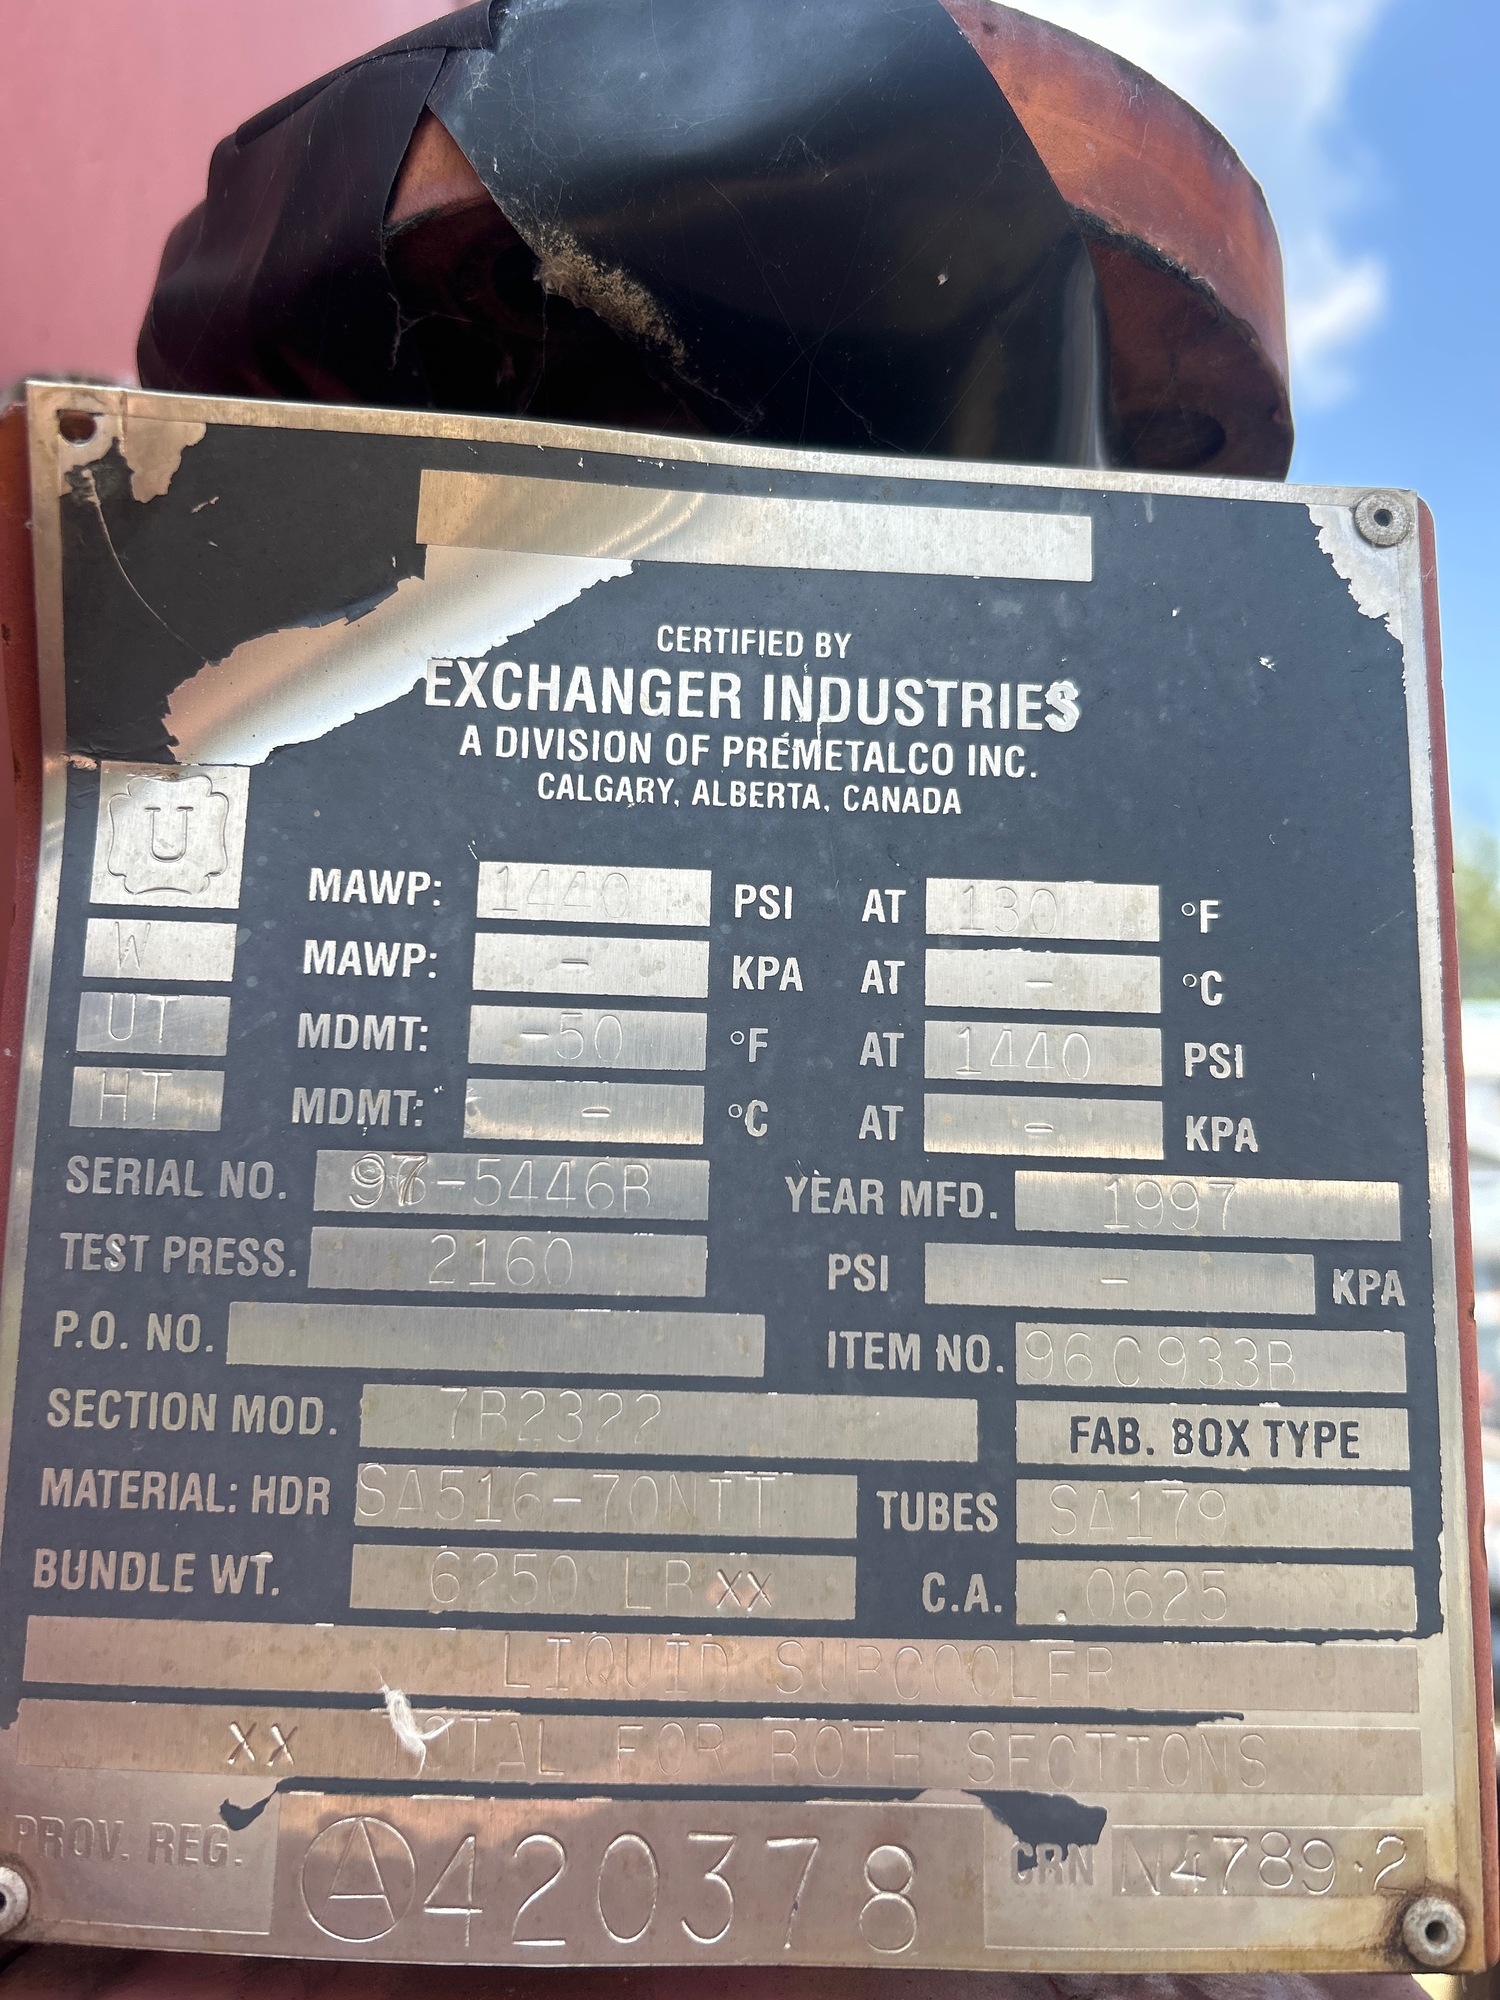 CERTIFIED BY
EXCHANGER INDUSTRIES
A DIVISION OF PREMETALCO INC.
CALGARY, ALBERTA, CANADA
U
MAWP: 1440 PSI AT 130 °F
W MAWP: - KPA AT - °C
UT MDMT: -50 °F AT 1440 PSI
HT MDMT: - °C AT - KPA
SERIAL NO. 97-5446B YEAR MFD. 1997
TEST PRESS. 2160 PSI - KPA
P.O. NO. ITEM NO. 96C933B
SECTION MOD. 7B2322 FAB. BOX TYPE
MATERIAL: HDR SA516-70NTT TUBES SA179
BUNDLE WT. 6250 LB XX C.A. .0625
LIQUID SUBCOOLER
XX TOTAL FOR BOTH SECTIONS
PROV. REG. A420378 CRN N4789.2